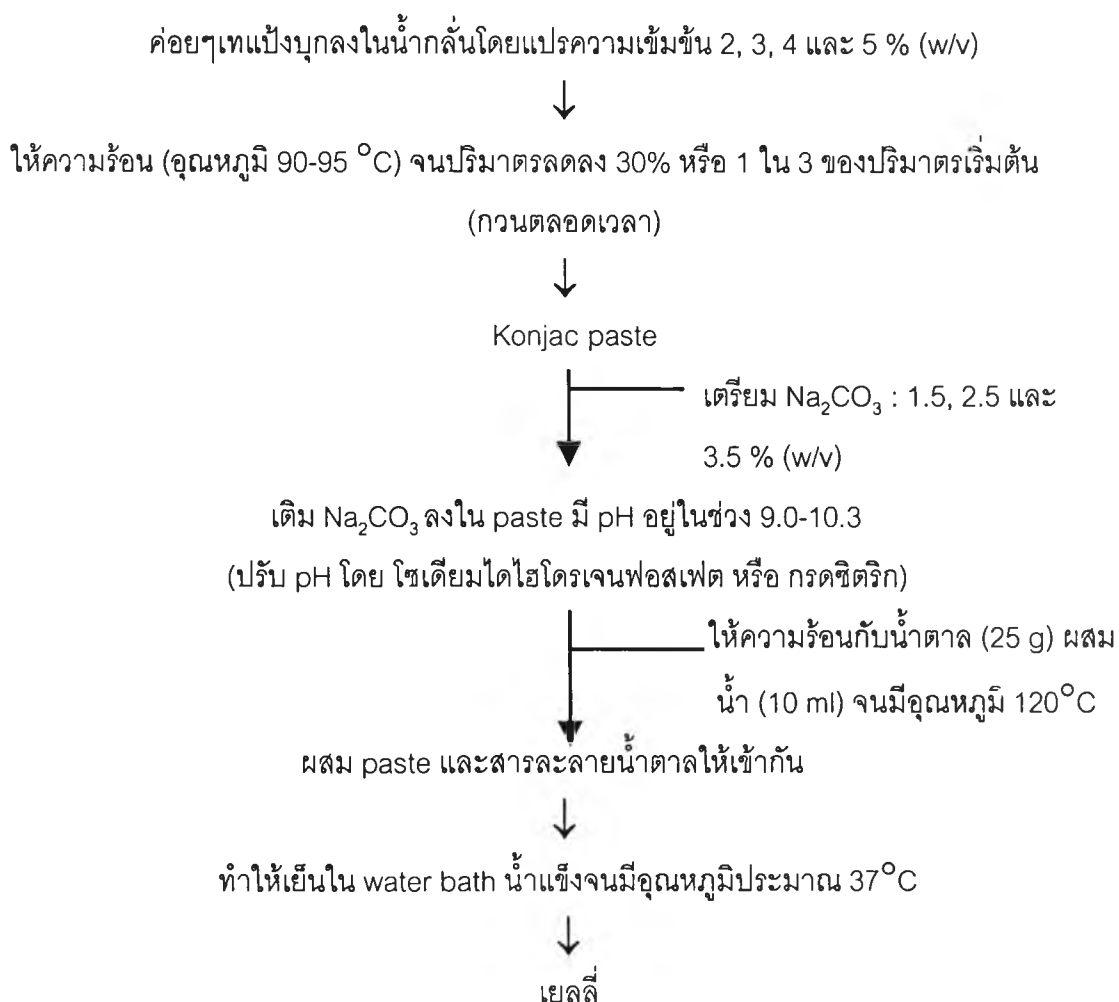 ค่อยๆเทแป้งบุกลงในน้ำกลั่นโดยแปรความเข้มข้น 2, 3, 4 และ 5 % (w/v)
↓
ให้ความร้อน (อุณหภูมิ 90-95 °C) จนปริมาตรลดลง 30% หรือ 1 ใน 3 ของปริมาตรเริ่มต้น
(กวนตลอดเวลา)
↓
Konjac paste
เตรียม Na₂CO₃ : 1.5, 2.5 และ
3.5 % (w/v)
เติม Na₂CO₃ ลงใน paste มี pH อยู่ในช่วง 9.0-10.3
(ปรับ pH โดย โซเดียมไดไฮโดรเจนฟอสเฟต หรือ กรดซิตริก)
ให้ความร้อนกับน้ำตาล (25 g) ผสม
น้ำ (10 ml) จนมีอุณหภูมิ 120°C
ผสม paste และสารละลายน้ำตาลให้เข้ากัน
↓
ทำให้เย็นใน water bath น้ำแข็งจนมีอุณหภูมิประมาณ 37°C
↓
เยลลี่